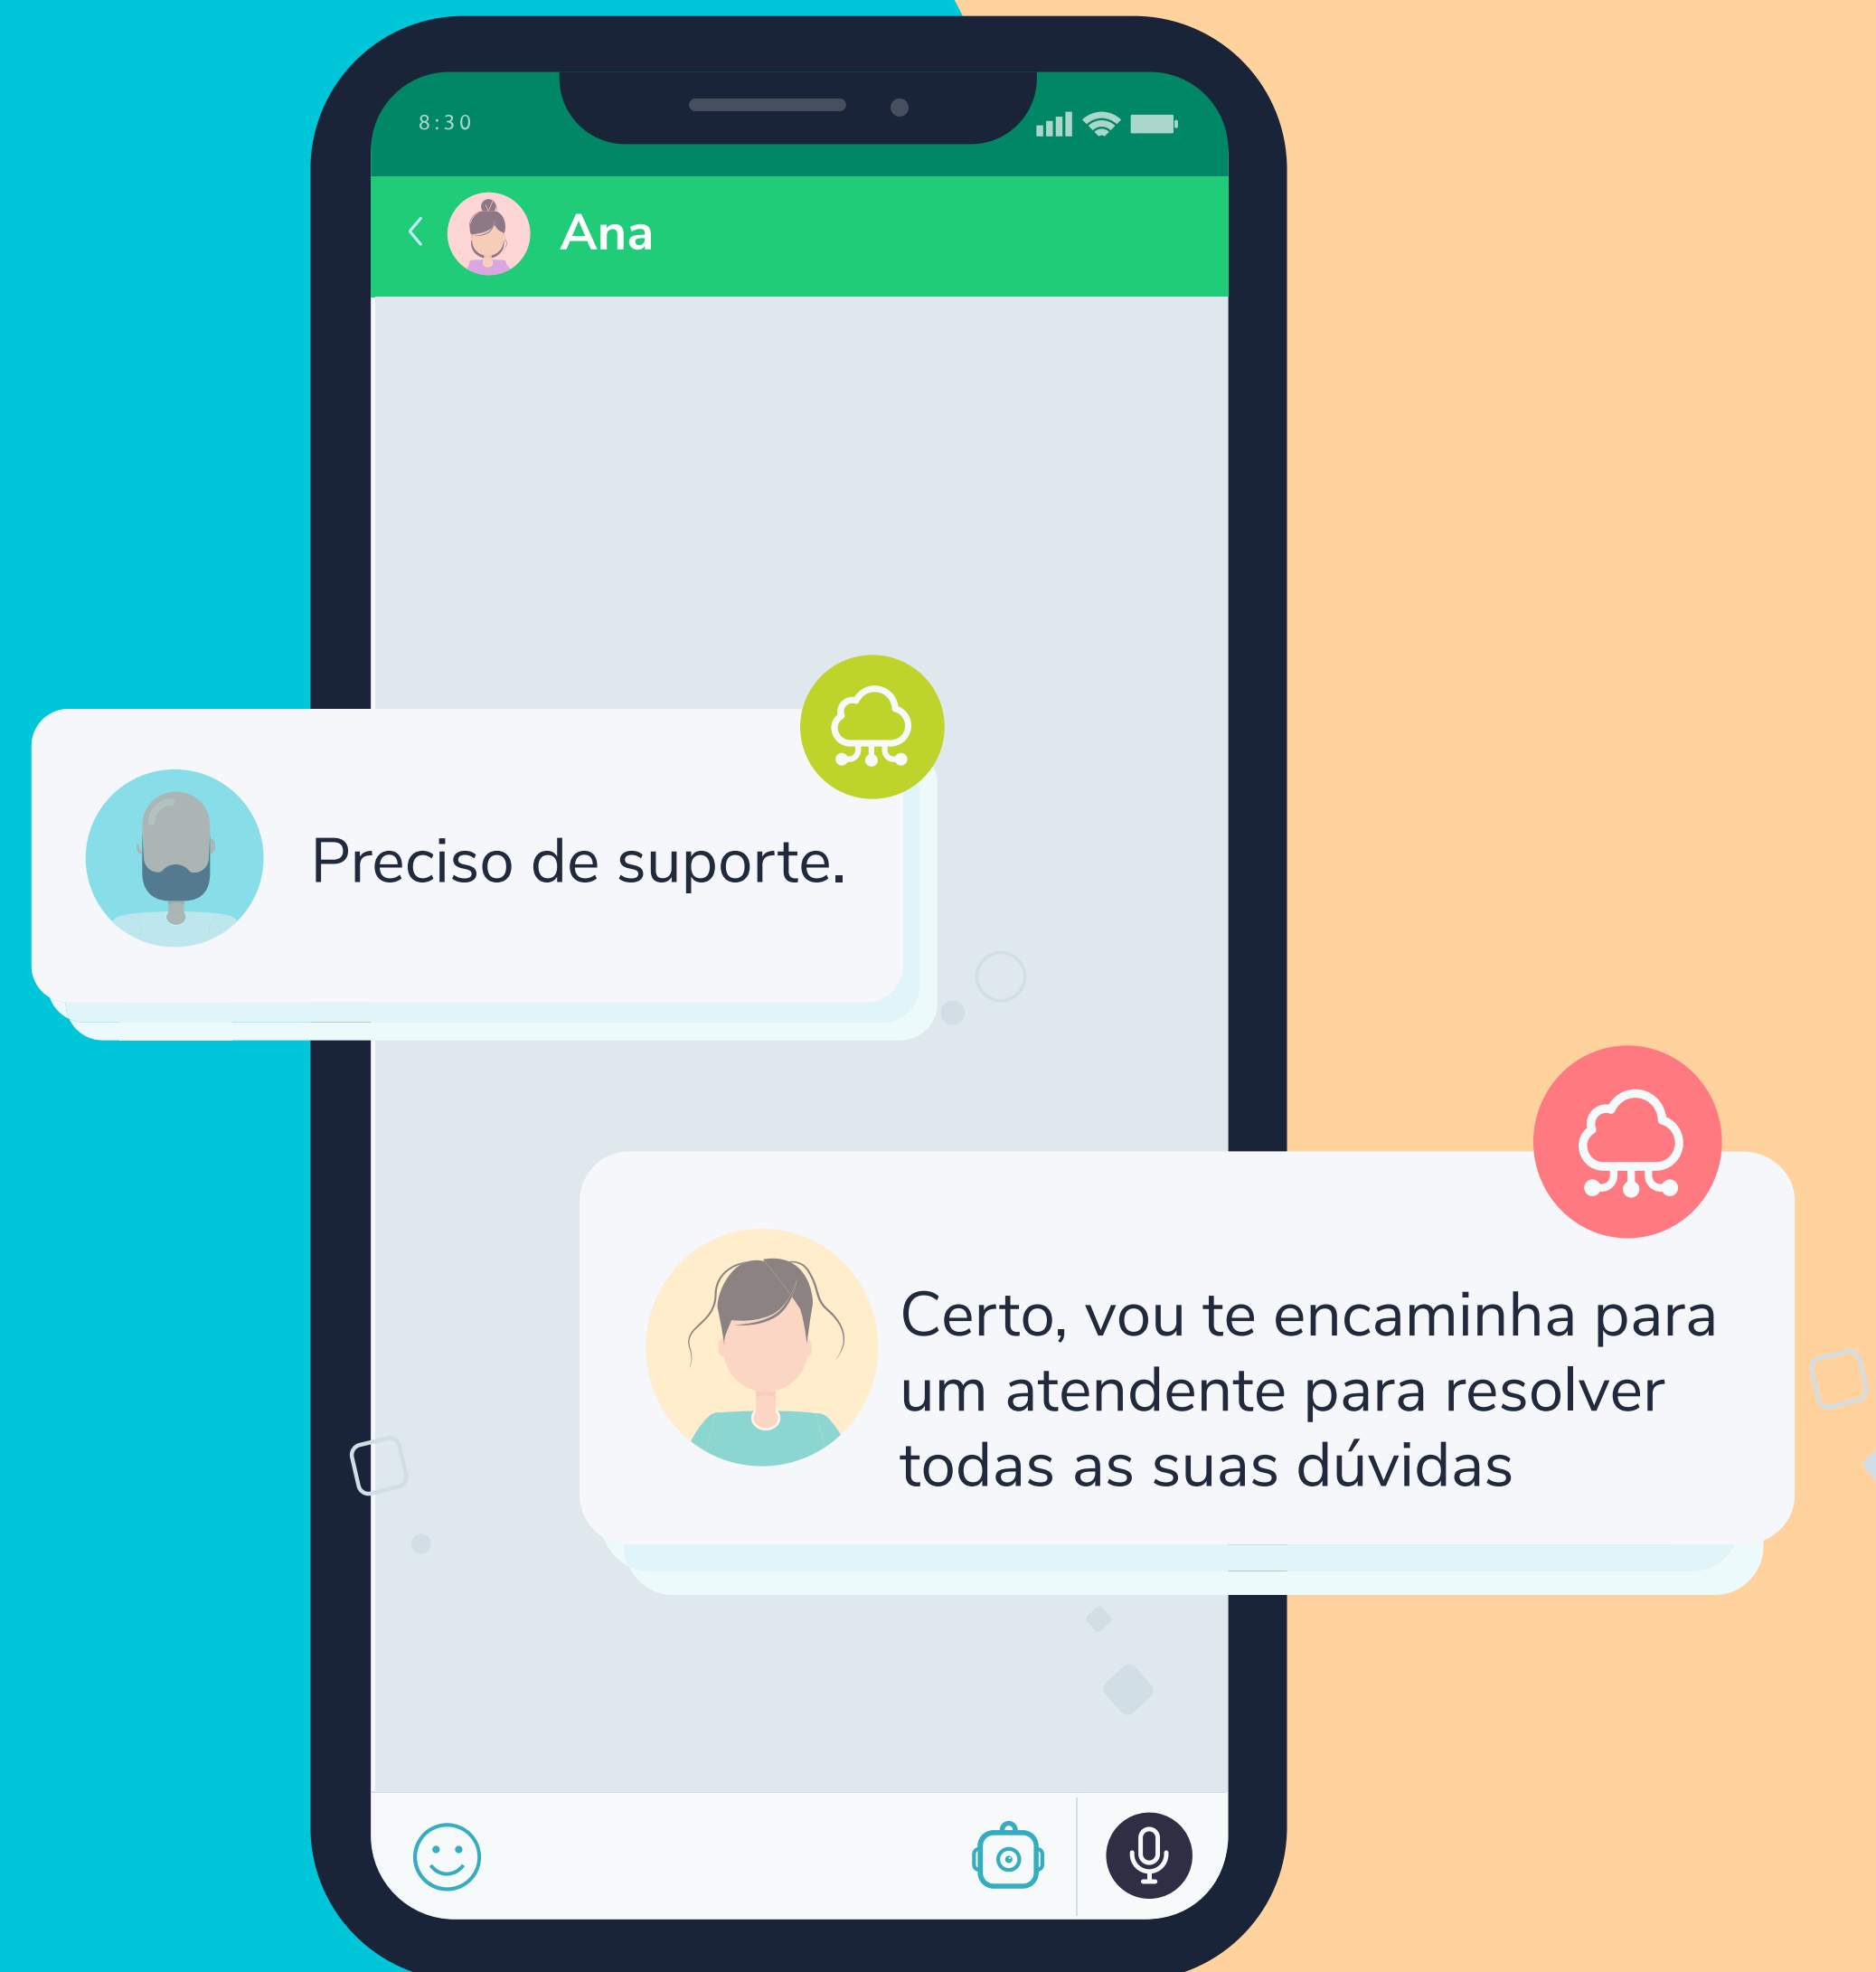 8:30
Ana
Preciso de suporte.
Certo, vou te encaminha para
um atendente para resolver
todas as suas dúvidas